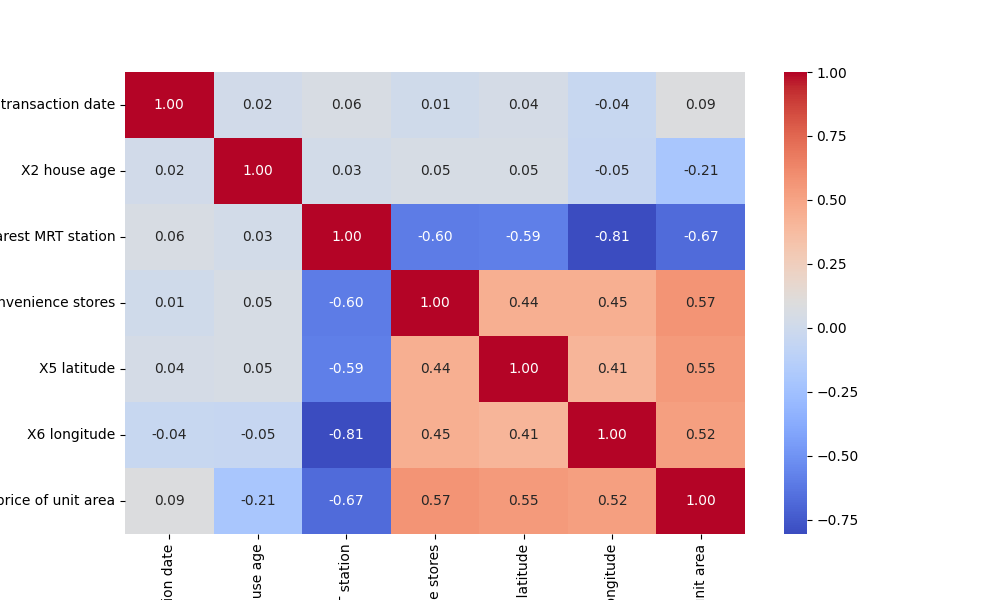 transaction date 1.00 0.02 0.06 0.01 0.04 -0.04 0.09
X2 house age 0.02 1.00 0.03 0.05 0.05 -0.05 -0.21
arest MRT station 0.06 0.03 1.00 -0.60 -0.59 -0.81 -0.67
nvenience stores 0.01 0.05 -0.60 1.00 0.44 0.45 0.57
X5 latitude 0.04 0.05 -0.59 0.44 1.00 0.41 0.55
X6 longitude -0.04 -0.05 -0.81 0.45 0.41 1.00 0.52
price of unit area 0.09 -0.21 -0.67 0.57 0.55 0.52 1.00
ion date
use age
station
e stores
latitude
ongitude
nit area
1.00
0.75
0.50
0.25
0.00
−0.25
−0.50
−0.75